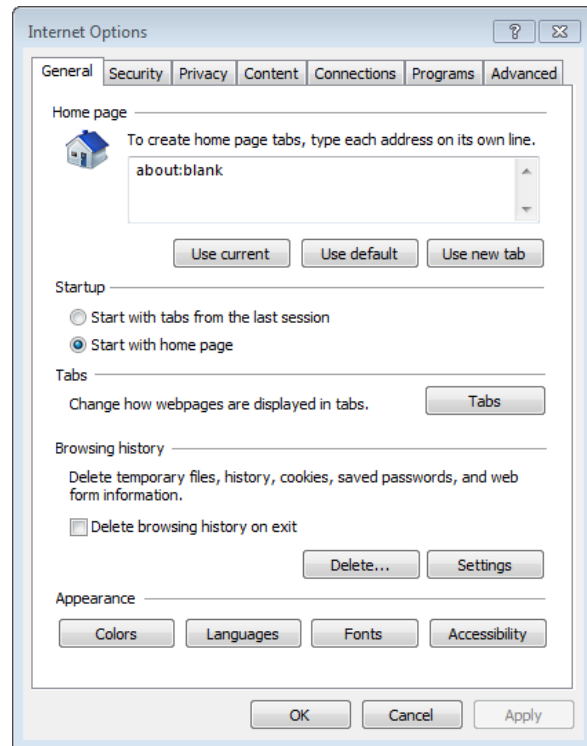 Internet Options
General Security Privacy Content Connections Programs Advanced
Home page
To create home page tabs, type each address on its own line.
about:blank
Use current Use default Use new tab
Startup
Start with tabs from the last session
Start with home page
Tabs
Change how webpages are displayed in tabs. Tabs
Browsing history
Delete temporary files, history, cookies, saved passwords, and web
form information.
Delete browsing history on exit
Delete... Settings
Appearance
Colors Languages Fonts Accessibility
OK Cancel Apply